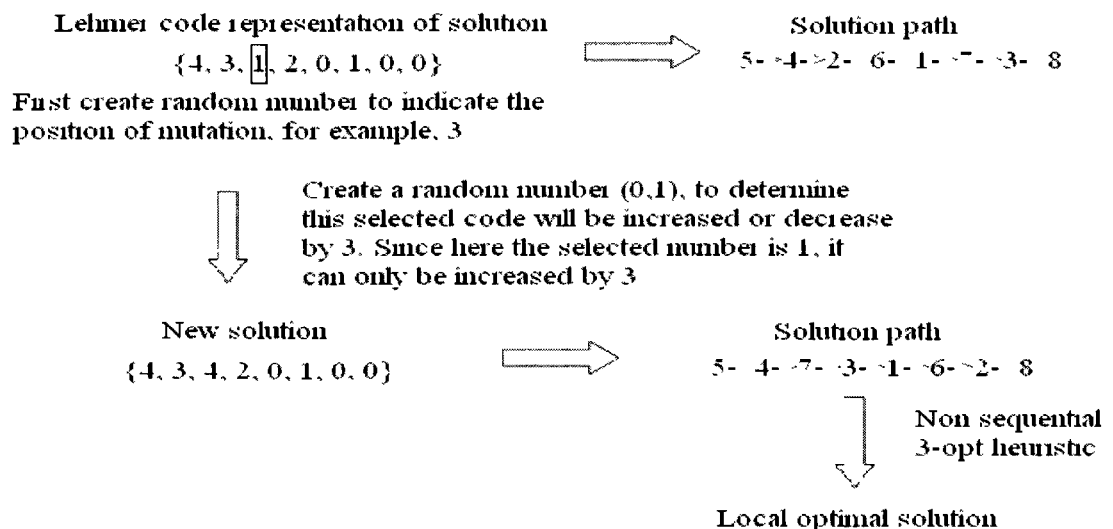 Lehmer code representation of solution
{4, 3, 1, 2, 0, 1, 0, 0}
Solution path
5- >4->2- 6- 1- >7- >3- 8
First create random number to indicate the
position of mutation, for example, 3
Create a random number (0,1), to determine
this selected code will be increased or decrease
by 3. Since here the selected number is 1, it
can only be increased by 3
New solution
{4, 3, 4, 2, 0, 1, 0, 0}
Solution path
5- 4- >7- >3- >1- >6- >2- 8
Non sequential
3-opt heuristic
Local optimal solution